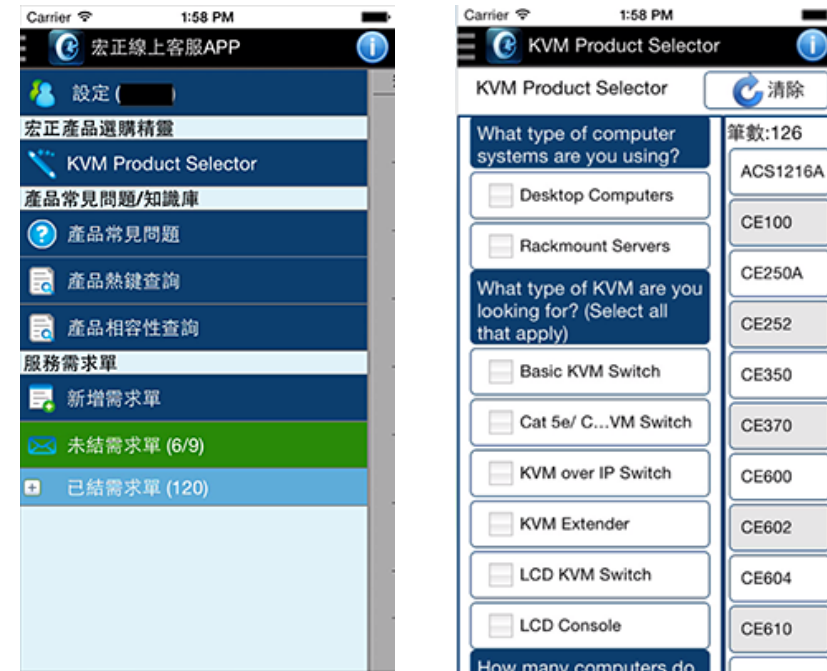 Carrier 1:58 PM
宏正線上客服APP
設定 ( )
宏正產品選購精靈
KVM Product Selector
產品常見問題/知識庫
產品常見問題
產品熱鍵查詢
產品相容性查詢
服務需求單
新增需求單
未結需求單 (6/9)
已結需求單 (120)
Carrier 1:58 PM
KVM Product Selector
KVM Product Selector
清除
What type of computer
systems are you using?
Desktop Computers
Rackmount Servers
What type of KVM are you
looking for? (Select all
that apply)
Basic KVM Switch
Cat 5e/ C...VM Switch
KVM over IP Switch
KVM Extender
LCD KVM Switch
LCD Console
How many computers do
筆數:126
ACS1216A
CE100
CE250A
CE252
CE350
CE370
CE600
CE602
CE604
CE610